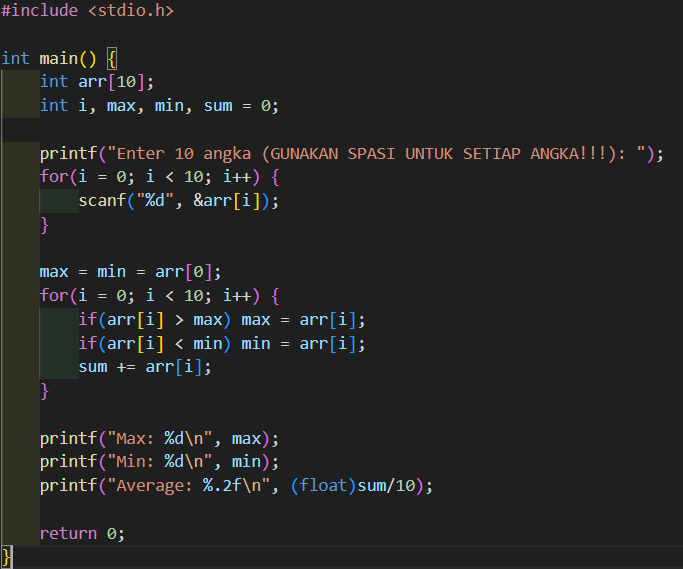 #include <stdio.h>
int main() {
int arr[10];
int i, max, min, sum = 0;
printf("Enter 10 angka (GUNAKAN SPASI UNTUK SETIAP ANGKA!!!): ");
for(i = 0; i < 10; i++) {
scanf("%d", &arr[i]);
}
max = min = arr[0];
for(i = 0; i < 10; i++) {
if(arr[i] > max) max = arr[i];
if(arr[i] < min) min = arr[i];
sum += arr[i];
}
printf("Max: %d\n", max);
printf("Min: %d\n", min);
printf("Average: %.2f\n", (float)sum/10);
return 0;
}